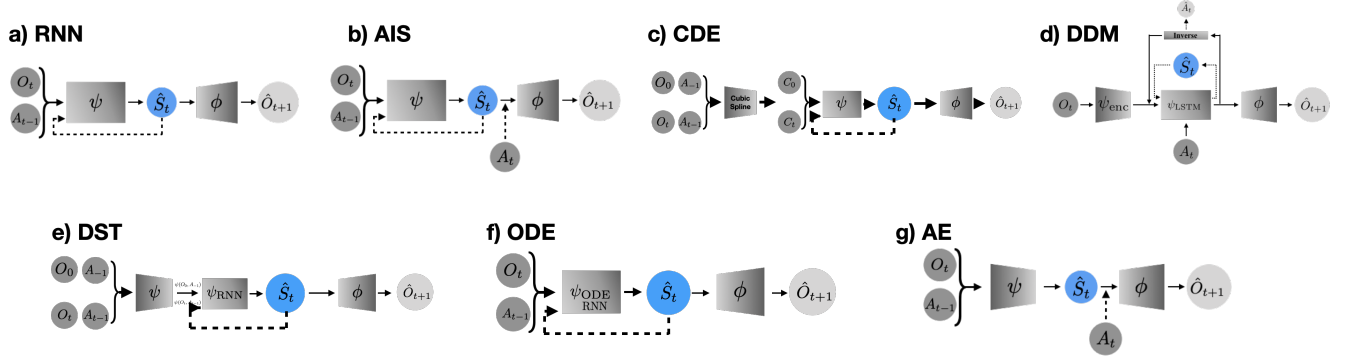 a) RNN
O_t
A_{t-1}
ψ
Ŝ_t
ϕ
Ô_{t+1}
b) AIS
O_t
A_{t-1}
ψ
Ŝ_t
ϕ
Ô_{t+1}
A_t
c) CDE
O_0 A_{-1}
O_t A_{t-1}
Cubic
Spline
C_0
C_t
ψ
Ŝ_t
ϕ
Ô_{t+1}
d) DDM
Â_t
Inverse
Ŝ_t
O_t
ψ_enc
ψ_LSTM
ϕ
Ô_{t+1}
A_t
e) DST
O_0 A_{-1}
O_t A_{t-1}
ψ
ψ(O_0, A_{-1})
ψ_RNN
Ŝ_t
ϕ
Ô_{t+1}
f) ODE
O_t
A_{t-1}
ψ_ODE
RNN
Ŝ_t
ϕ
Ô_{t+1}
g) AE
O_t
A_{t-1}
ψ
Ŝ_t
ϕ
Ô_{t+1}
A_t